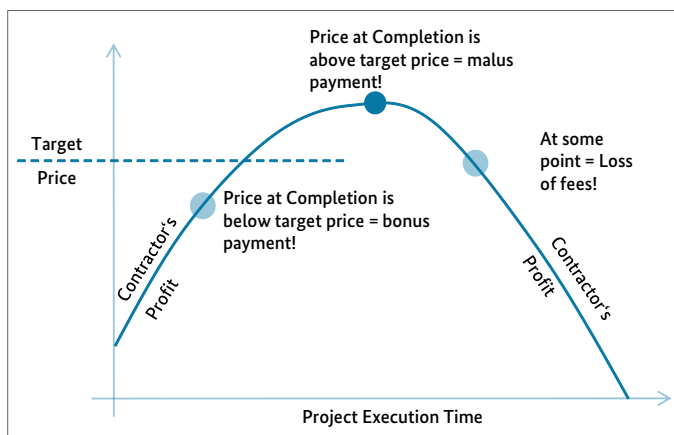 Price at Completion is
above target price = malus
payment!
Target
Price
At some
point = Loss
of fees!
Price at Completion is
below target price = bonus
payment!
Contractor‘s
Profit
Contractor‘s
Profit
Project Execution Time